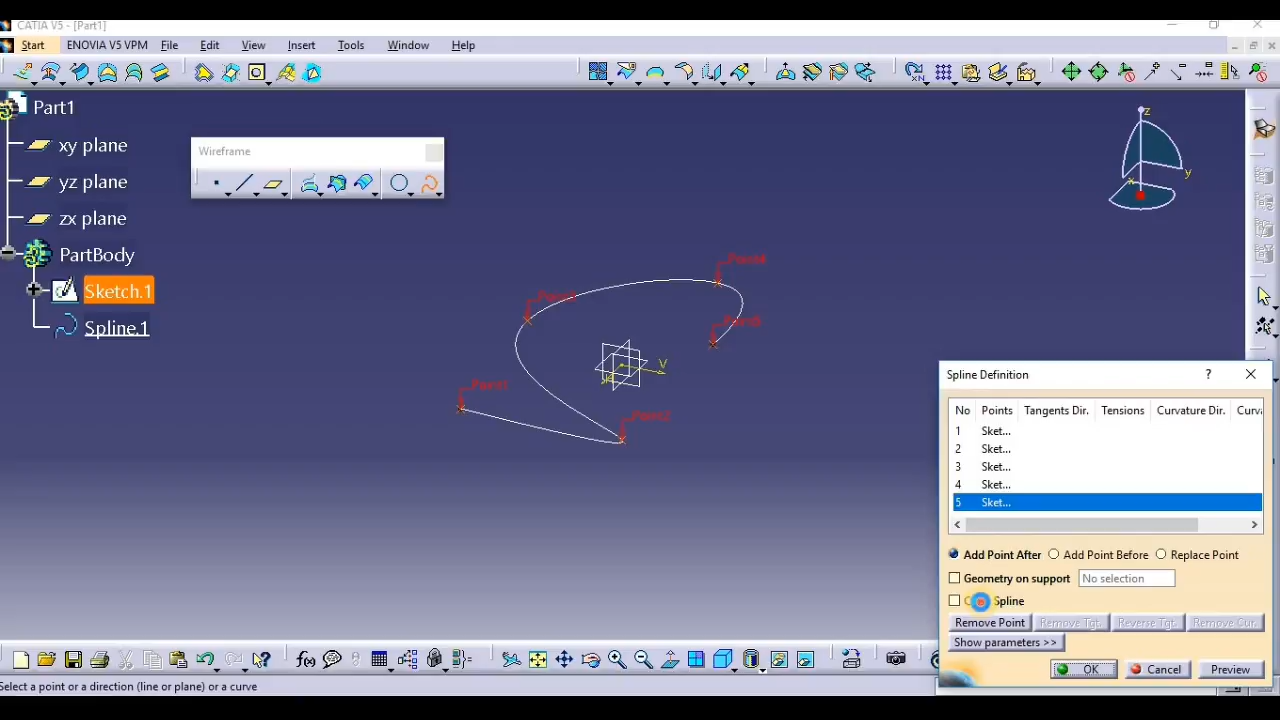 CATIA V5 - [Part1]
Start ENOVIA V5 VPM File Edit View Insert Tools Window Help
Part1
xy plane
yz plane
zx plane
PartBody
Sketch.1
Spline.1
Wireframe
z
y
x
Point4
Point3
Point5
V
Point1
Point2
Spline Definition
?
No Points Tangents Dir. Tensions Curvature Dir. Curva
1 Sket...
2 Sket...
3 Sket...
4 Sket...
5 Sket...
Add Point After Add Point Before Replace Point
Geometry on support No selection
Spline
Remove Point Remove Tgt. Reverse Tgt. Remove Cur.
Show parameters >>
OK Cancel Preview
f(x)
Select a point or a direction (line or plane) or a curve